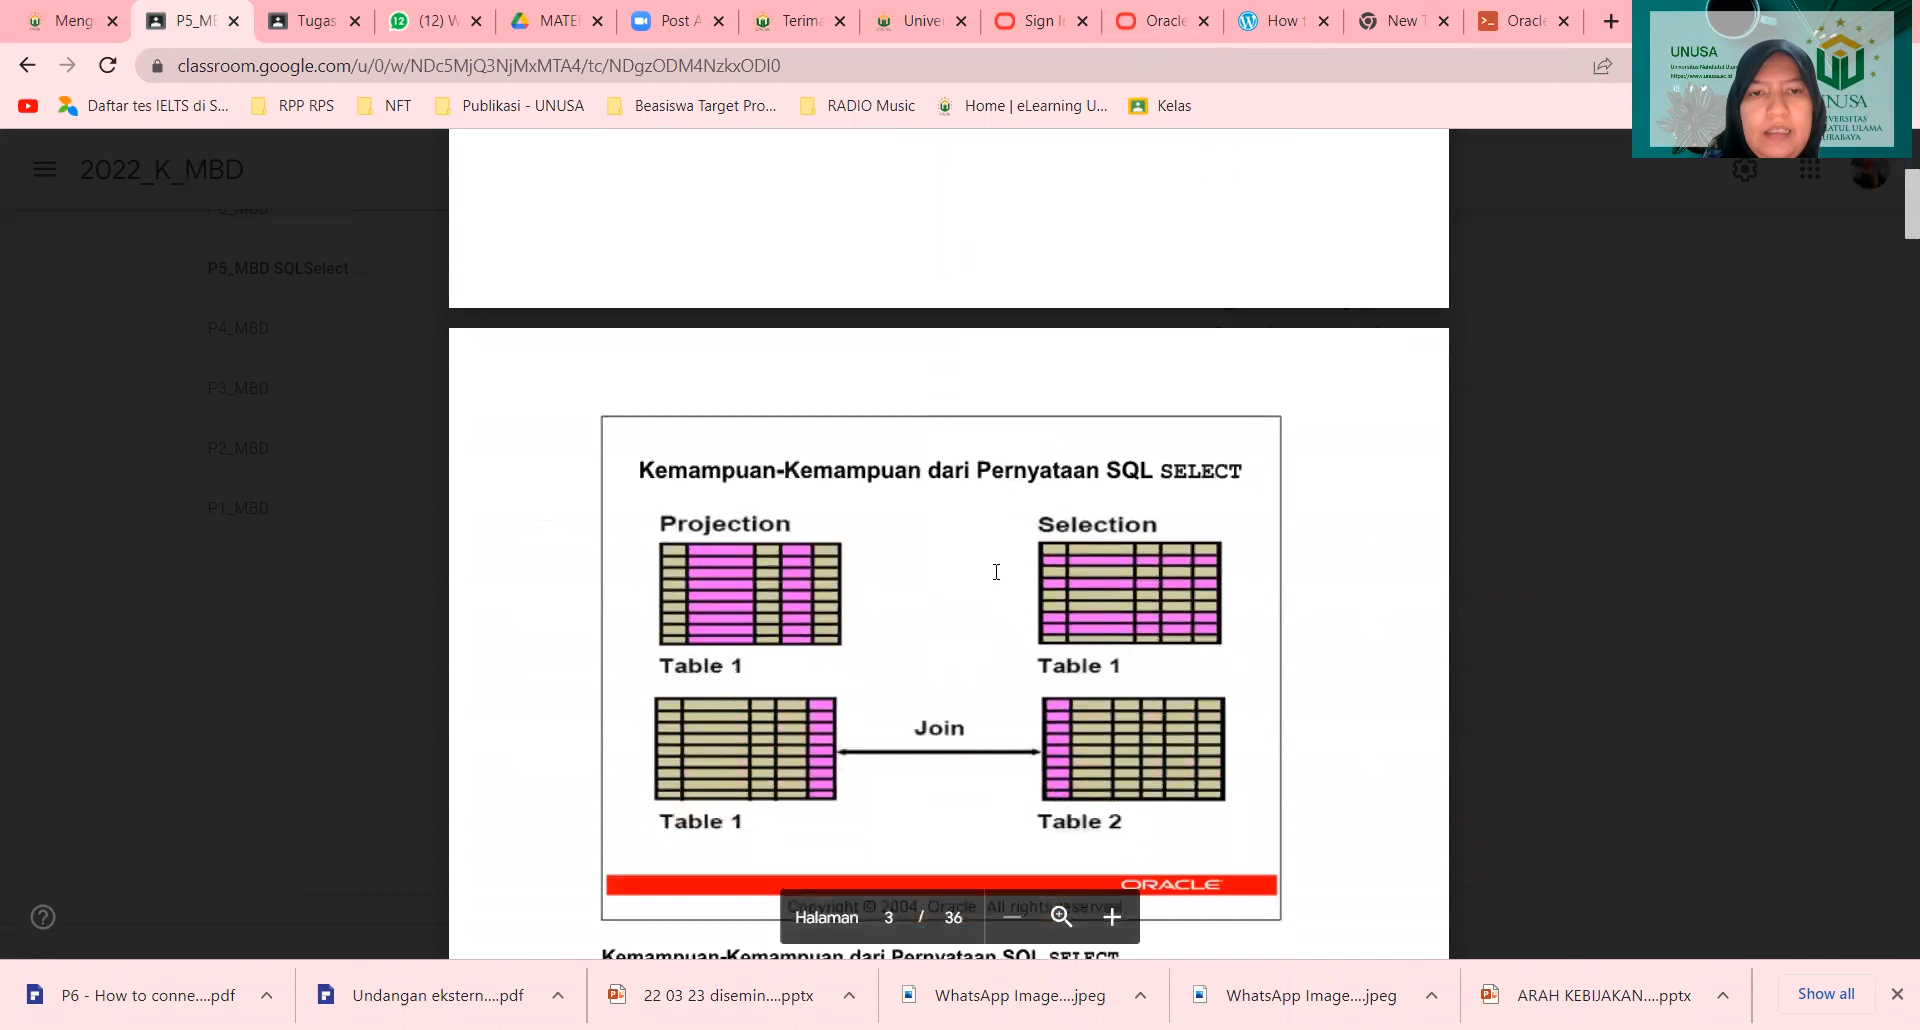 Meng
P5_ME
Tugas
(12) W
MATE
Post A
Terima
Univer
Sign I
Oracle
How t
New T
Oracle
classroom.google.com/u/0/w/NDc5MjQ3NjMxMTA4/tc/NDgzODM4NzkxODI0
Daftar tes IELTS di S...
RPP RPS
NFT
Publikasi - UNUSA
Beasiswa Target Pro...
RADIO Music
Home | eLearning U...
Kelas
UNUSA
2022_K_MBD
P5_MBD SQLSelect ...
P4_MBD
P3_MBD
P2_MBD
P1_MBD
Kemampuan-Kemampuan dari Pernyataan SQL SELECT
Projection
Selection
Table 1
Table 1
Join
Table 1
Table 2
ORACLE
Copyright © 2004, Oracle. All rights reserved.
Halaman 3 / 36
Kemampuan-Kemampuan dari Pernyataan SQL SELECT
P6 - How to conne....pdf
Undangan ekstern....pdf
22 03 23 disemin....pptx
WhatsApp Image....jpeg
WhatsApp Image....jpeg
ARAH KEBIJAKAN....pptx
Show all